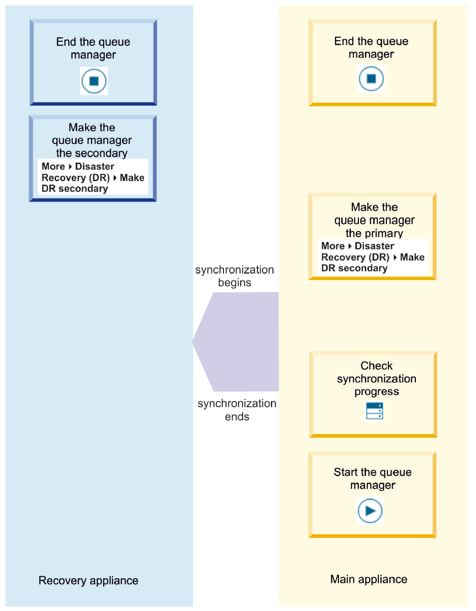 End the queue
manager
Make the
queue manager
the secondary
More ▸ Disaster
Recovery (DR) ▸ Make
DR secondary
Recovery appliance
synchronization
begins
synchronization
ends
End the queue
manager
Make the
queue manager
the primary
More ▸ Disaster
Recovery (DR) ▸ Make
DR secondary
Check
synchronization
progress
Start the queue
manager
Main appliance